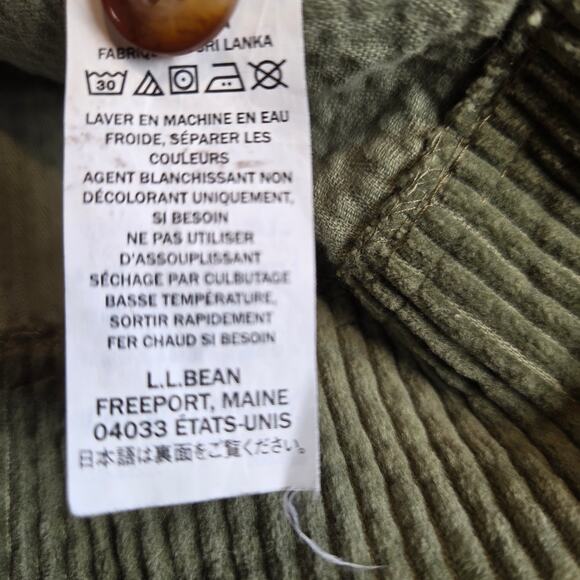 RI LANKA
30
LAVER EN MACHINE EN EAU
FROIDE, SÉPARER LES
COULEURS
AGENT BLANCHISSANT NON
DÉCOLORANT UNIQUEMENT,
SI BESOIN
NE PAS UTILISER
D'ASSOUPLISSANT
SÉCHAGE PAR CULBUTAGE
BASSE TEMPÉRATURE,
SORTIR RAPIDEMENT
FER CHAUD SI BESOIN
L.L.BEAN
FREEPORT, MAINE
04033 ÉTATS-UNIS
日本語は裏面をご覧ください。